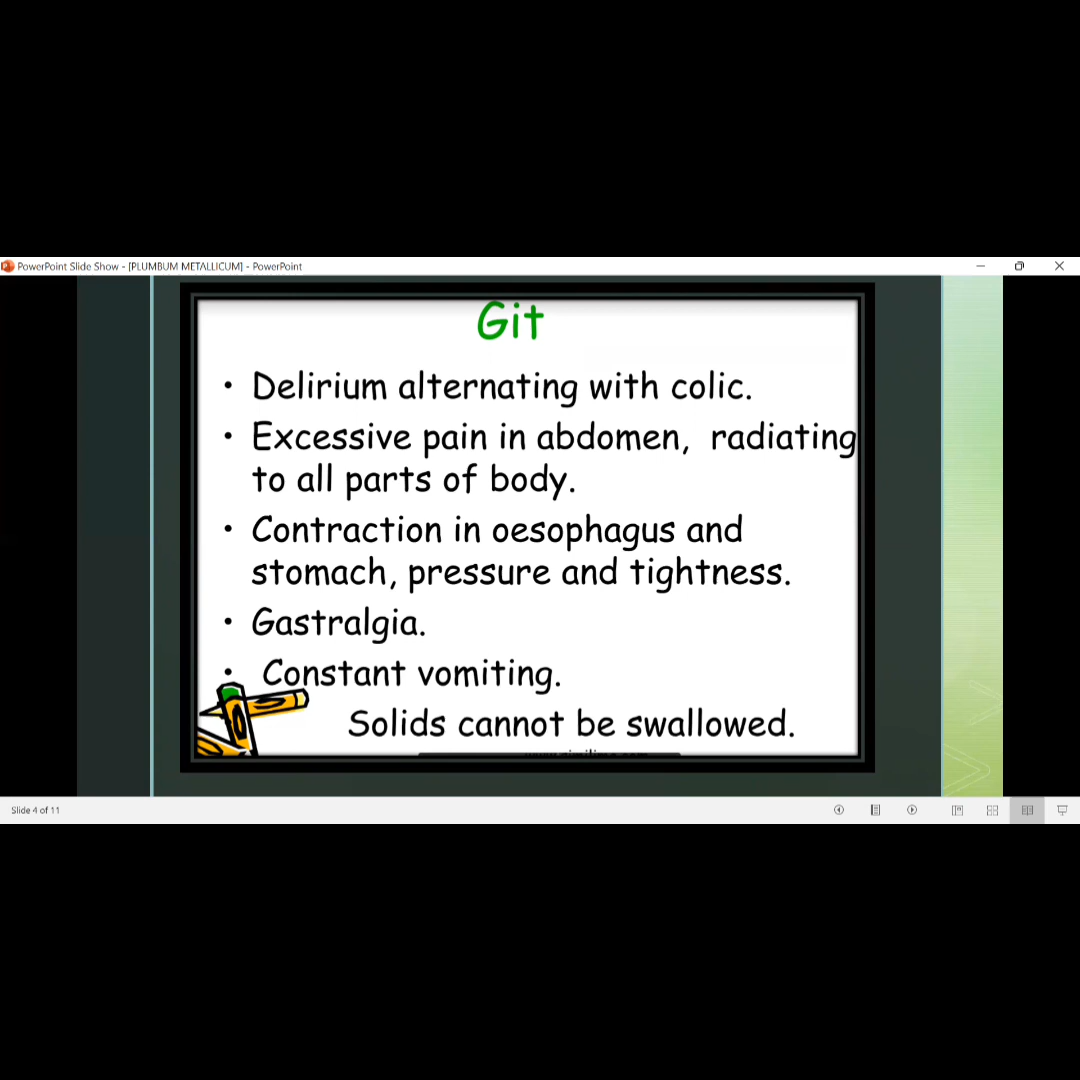 PowerPoint Slide Show - [PLUMBUM METALLICUM] - PowerPoint
Git
• Delirium alternating with colic.
• Excessive pain in abdomen, radiating
to all parts of body.
• Contraction in oesophagus and
stomach, pressure and tightness.
• Gastralgia.
• Constant vomiting.
Solids cannot be swallowed.
Slide 4 of 11